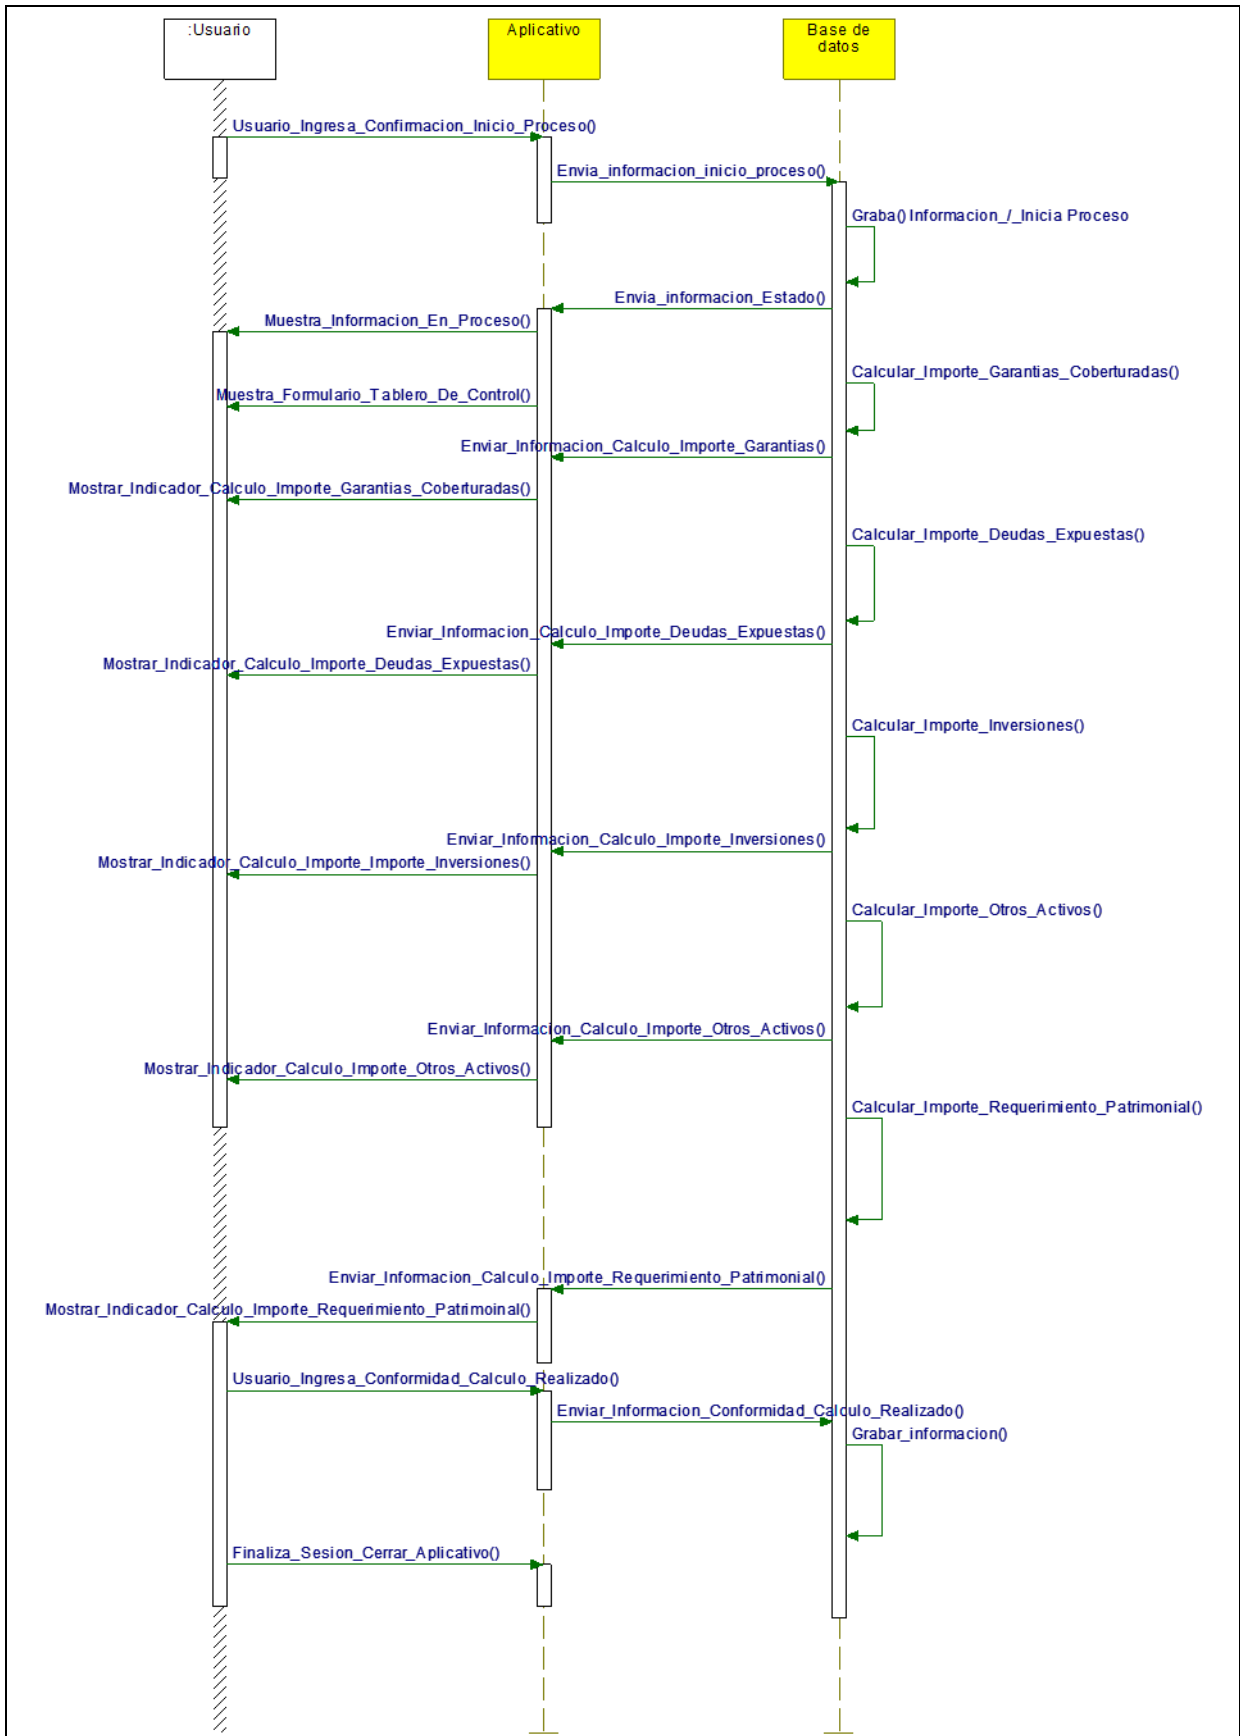 :Usuario
Aplicativo
Base de
datos
Usuario_Ingresa_Confirmacion_Inicio_Proceso()
Envia_informacion_inicio_proceso()
Graba() Informacion_/_Inicia Proceso
Envia_informacion_Estado()
Muestra_Informacion_En_Proceso()
Calcular_Importe_Garantias_Coberturadas()
Muestra_Formulario_Tablero_De_Control()
Enviar_Informacion_Calculo_Importe_Garantias()
Mostrar_Indicador_Calculo_Importe_Garantias_Coberturadas()
Calcular_Importe_Deudas_Expuestas()
Enviar_Informacion_Calculo_Importe_Deudas_Expuestas()
Mostrar_Indicador_Calculo_Importe_Deudas_Expuestas()
Calcular_Importe_Inversiones()
Enviar_Informacion_Calculo_Importe_Inversiones()
Mostrar_Indicador_Calculo_Importe_Importe_Inversiones()
Calcular_Importe_Otros_Activos()
Enviar_Informacion_Calculo_Importe_Otros_Activos()
Mostrar_Indicador_Calculo_Importe_Otros_Activos()
Calcular_Importe_Requerimiento_Patrimonial()
Enviar_Informacion_Calculo_Importe_Requerimiento_Patrimonial()
Mostrar_Indicador_Calculo_Importe_Requerimiento_Patrimoinal()
Usuario_Ingresa_Conformidad_Calculo_Realizado()
Enviar_Informacion_Conformidad_Calculo_Realizado()
Grabar_informacion()
Finaliza_Sesion_Cerrar_Aplicativo()